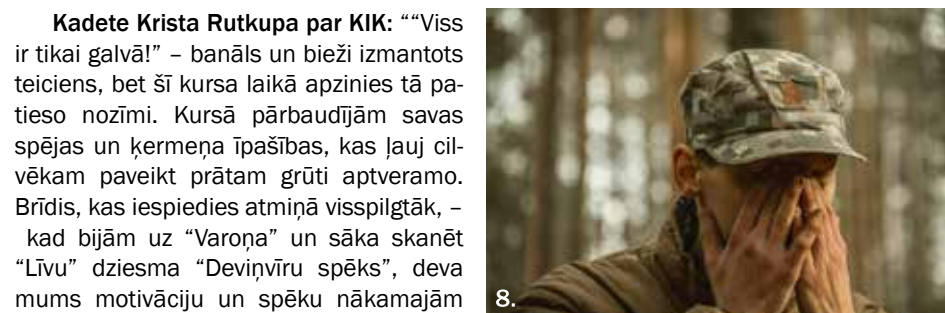 Kadete Krista Rutkupa par KIK: ““Viss
ir tikai galvā!” – banāls un bieži izmantots
teiciens, bet šī kursa laikā apzinies tā pa-
tieso nozīmi. Kursā pārbaudījām savas
spējas un ķermeņa īpašības, kas ļauj cil-
vēkam paveikt prātam grūti aptveramo.
Brīdis, kas iespiedies atmiņā visspilgtāk, –
kad bijām uz “Varoņa” un sāka skanēt
“Līvu” dziesma “Deviņvīru spēks”, deva
mums motivāciju un spēku nākamajām
8.